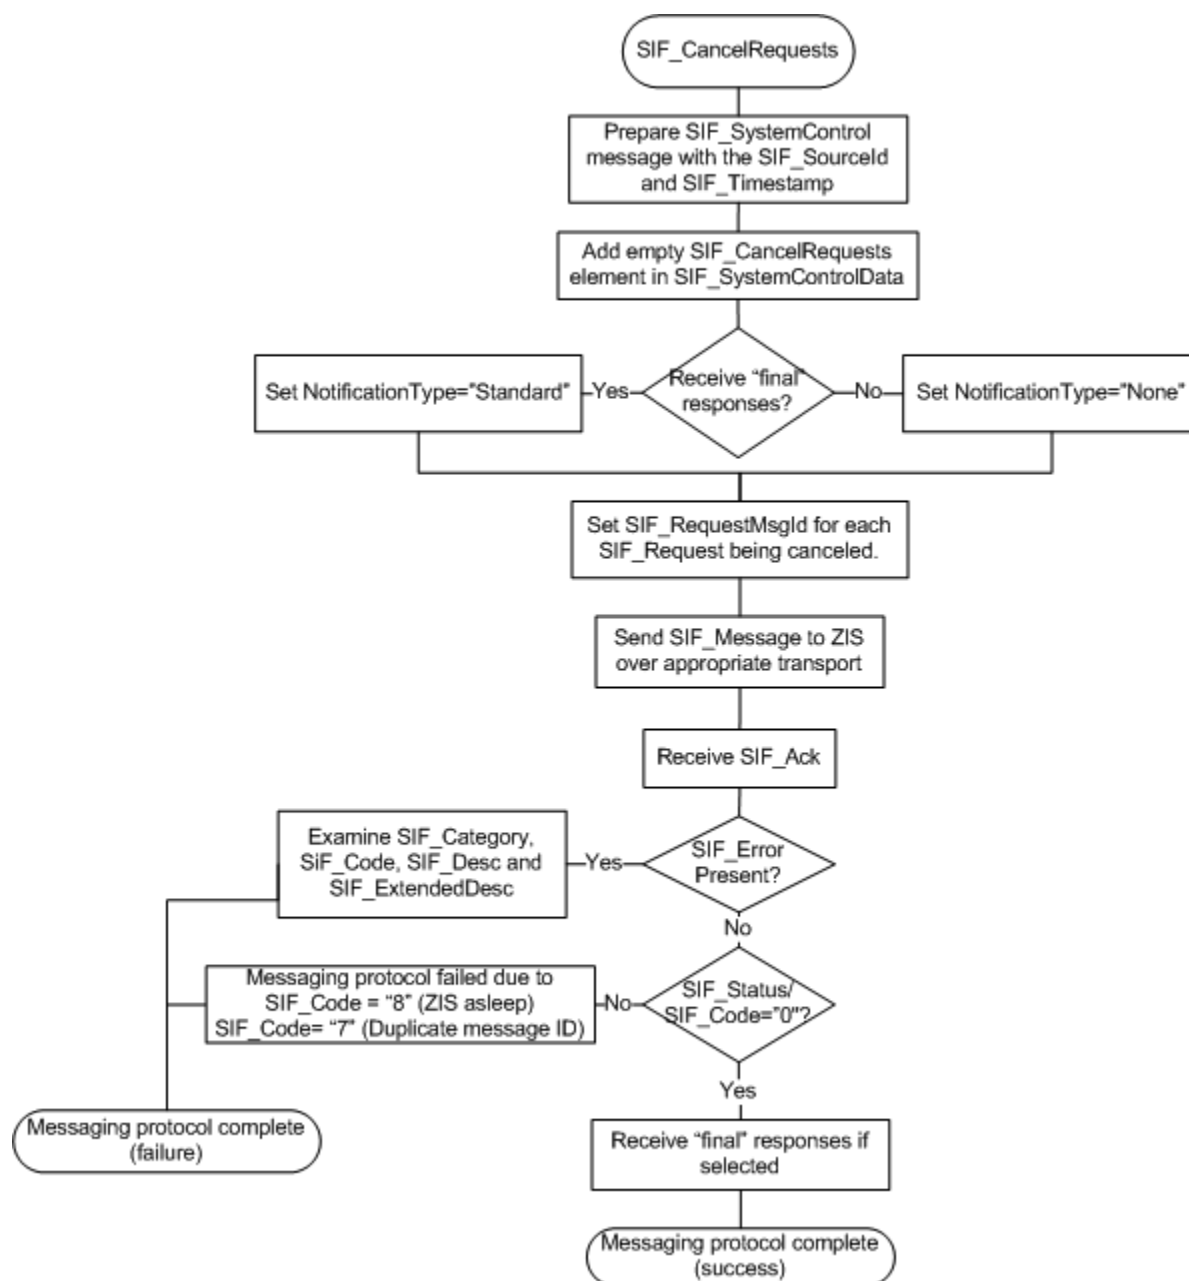 SIF_CancelRequests
Prepare SIF_SystemControl
message with the SIF_SourceId
and SIF_Timestamp
Add empty SIF_CancelRequests
element in SIF_SystemControlData
Receive “final”
responses?
Yes
No
Set NotificationType="Standard"
Set NotificationType="None"
Set SIF_RequestMsgId for each
SIF_Request being canceled.
Send SIF_Message to ZIS
over appropriate transport
Receive SIF_Ack
SIF_Error
Present?
Yes
Examine SIF_Category,
SiF_Code, SIF_Desc and
SIF_ExtendedDesc
No
SIF_Status/
SIF_Code="0"?
No
Messaging protocol failed due to
SIF_Code = “8” (ZIS asleep)
SIF_Code= “7” (Duplicate message ID)
Messaging protocol complete
(failure)
Yes
Receive “final” responses if
selected
Messaging protocol complete
(success)